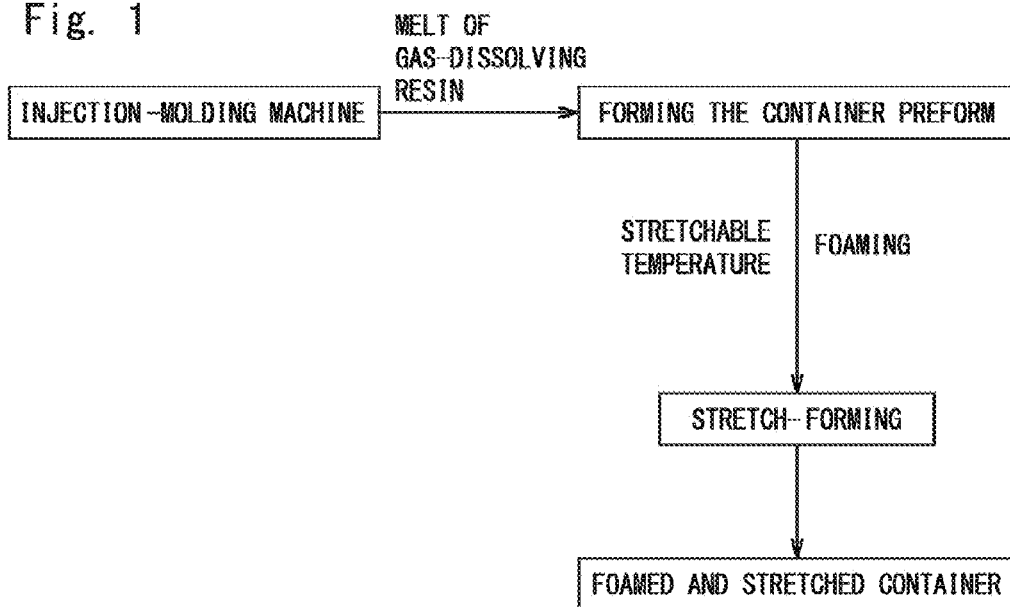 Fig. 1
MELT OF
GAS-DISSOLVING
RESIN
INJECTION-MOLDING MACHINE
FORMING THE CONTAINER PREFORM
STRETCHABLE
TEMPERATURE
FOAMING
STRETCH-FORMING
FOAMED AND STRETCHED CONTAINER